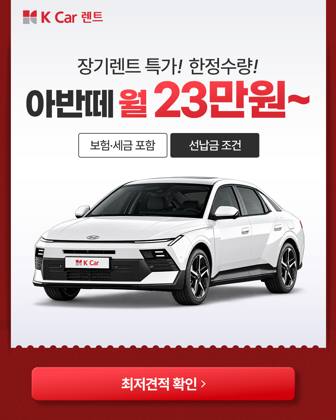 K Car 렌트
장기렌트 특가! 한정수량!
아반떼 월 23만원~
보험·세금 포함
선납금 조건
K Car
최저견적 확인 >